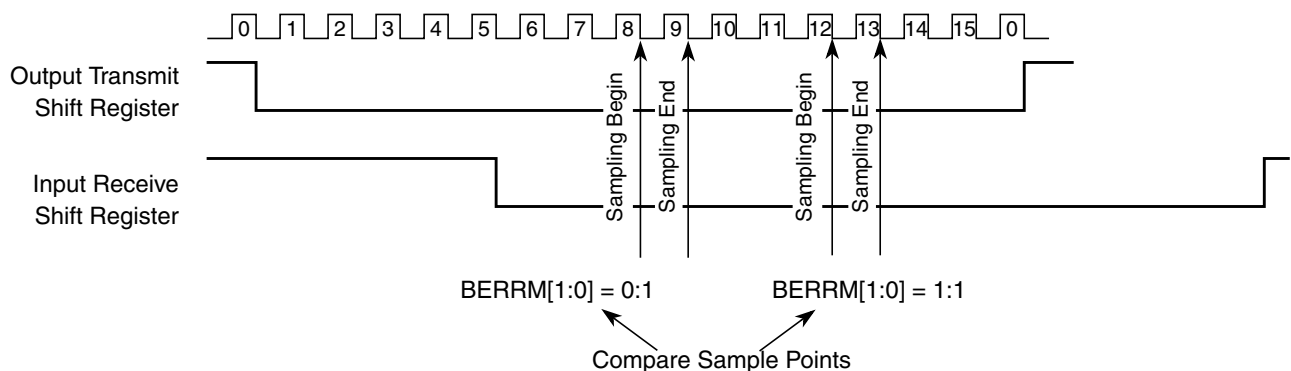 0 1 2 3 4 5 6 7 8 9 10 11 12 13 14 15 0
Output Transmit
Shift Register
Input Receive
Shift Register
Sampling Begin
Sampling End
Sampling Begin
Sampling End
BERRM[1:0] = 0:1
BERRM[1:0] = 1:1
Compare Sample Points